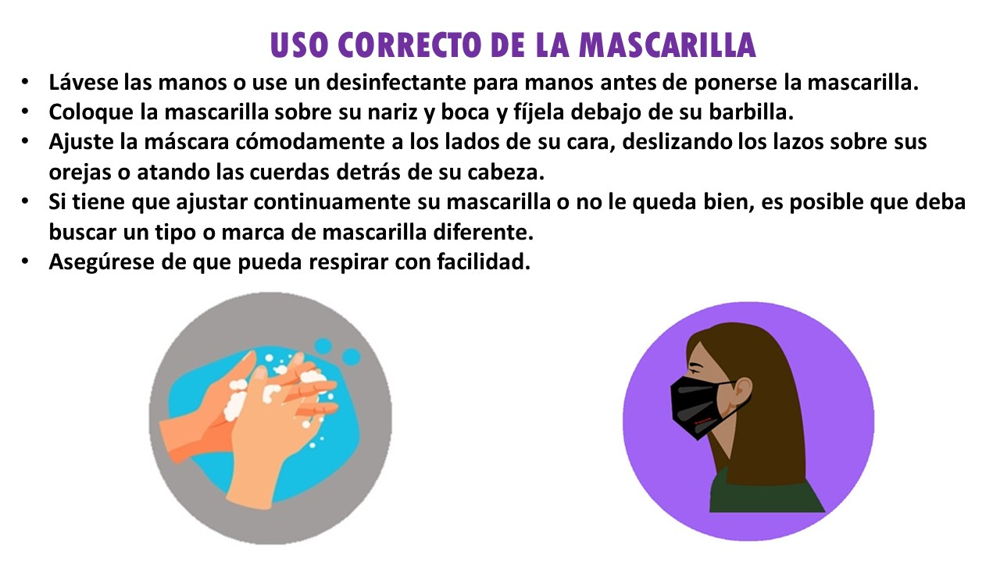 USO CORRECTO DE LA MASCARILLA
• Lávese las manos o use un desinfectante para manos antes de ponerse la mascarilla.
• Coloque la mascarilla sobre su nariz y boca y fíjela debajo de su barbilla.
• Ajuste la máscara cómodamente a los lados de su cara, deslizando los lazos sobre sus
orejas o atando las cuerdas detrás de su cabeza.
• Si tiene que ajustar continuamente su mascarilla o no le queda bien, es posible que deba
buscar un tipo o marca de mascarilla diferente.
• Asegúrese de que pueda respirar con facilidad.